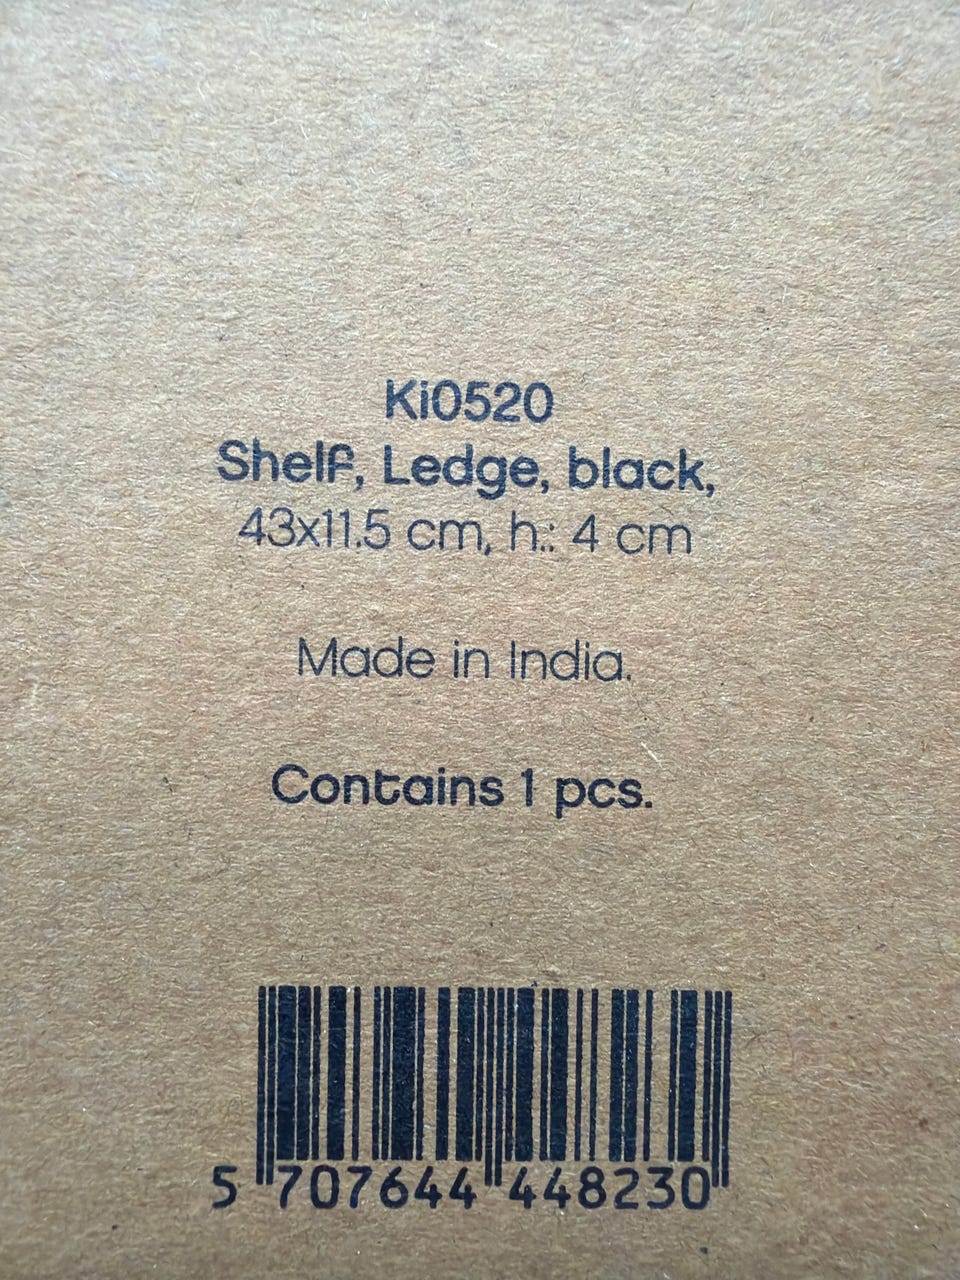 Ki0520
Shelf, Ledge, black,
43x11.5 cm, h.: 4 cm
Made in India.
Contains 1 pcs.
5 707644 448230